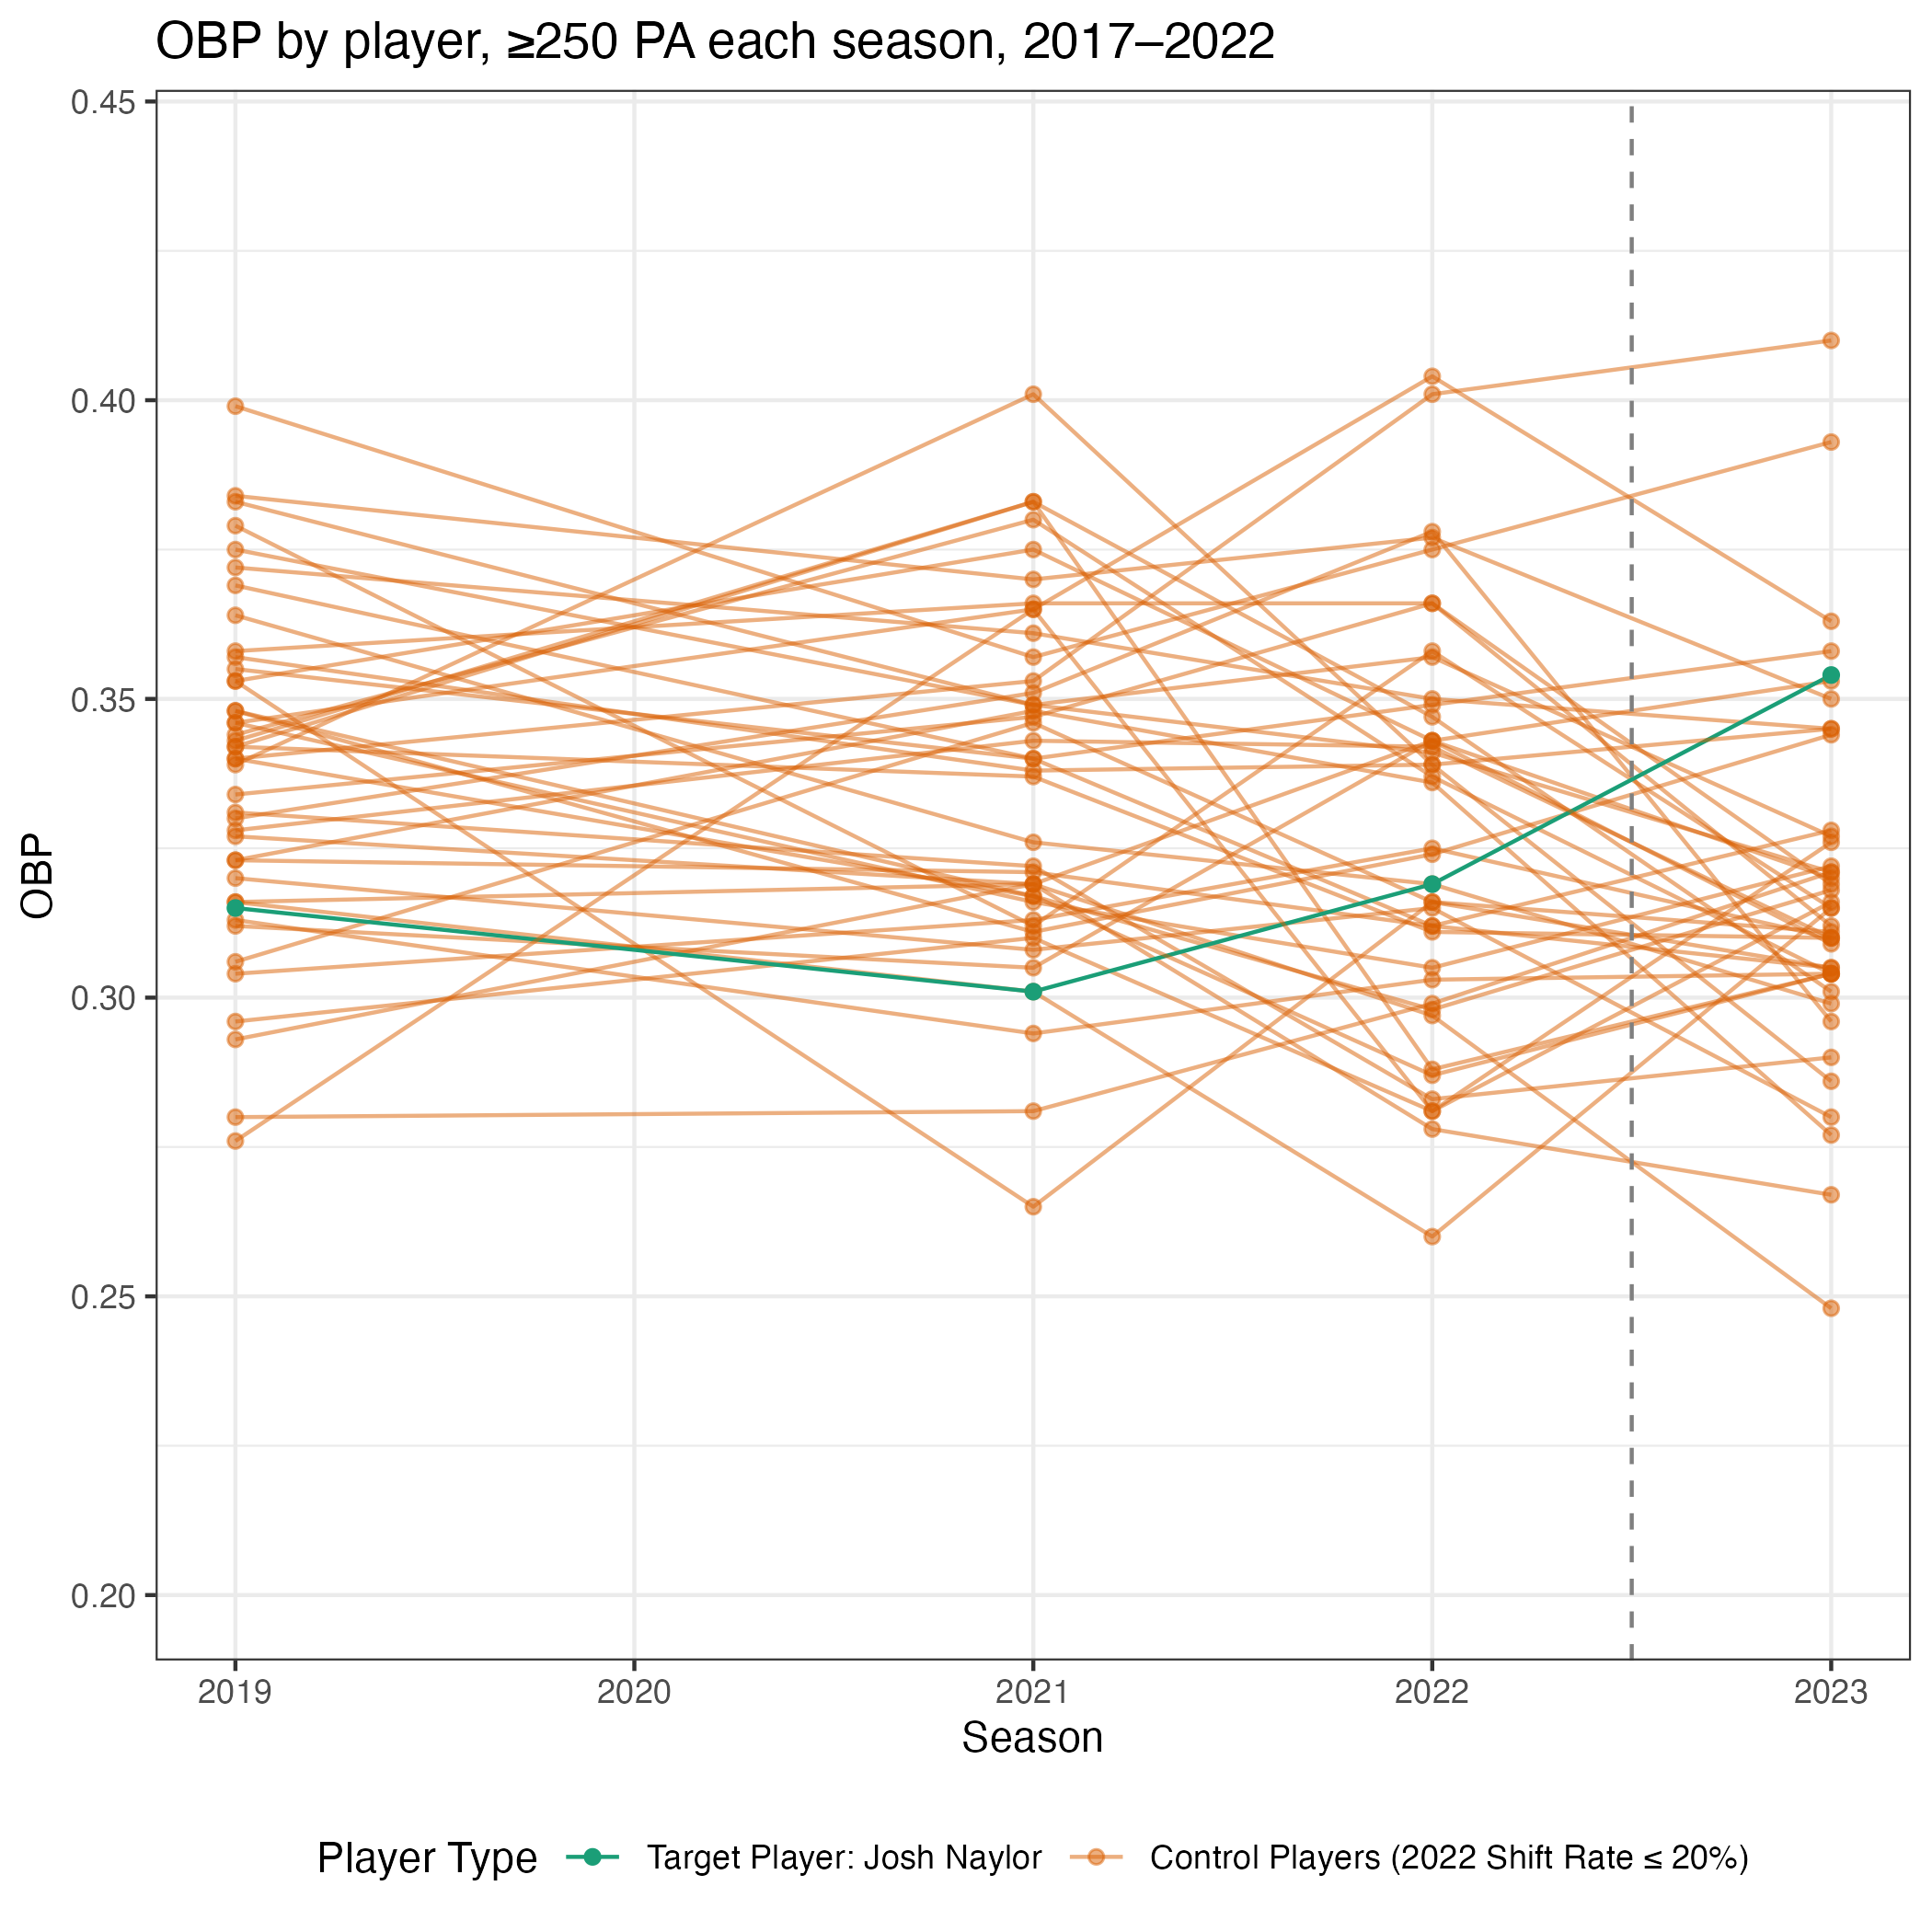 OBP by player, ≥250 PA each season, 2017–2022
0.45
0.40
0.35
0.30
0.25
0.20
OBP
2019 2020 2021 2022 2023
Season
Player Type Target Player: Josh Naylor Control Players (2022 Shift Rate ≤ 20%)